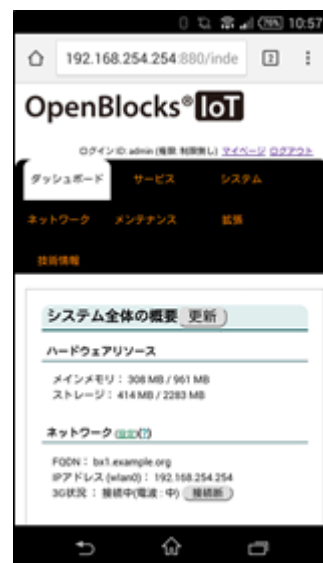 79% 10:57
192.168.254.254:880/inde 2
OpenBlocks® IoT
ログインID: admin (権限 制限無し) マイページ ログアウト
ダッシュボード サービス システム
ネットワーク メンテナンス 拡張
技術情報
システム全体の概要 更新
ハードウェアリソース
メインメモリ: 308 MB / 961 MB
ストレージ: 414 MB / 2283 MB
ネットワーク (設定)(?)
FQDN: bx1.example.org
IPアドレス (wlan0): 192.168.254.254
3G状況: 接続中(電波: 中) 接続断